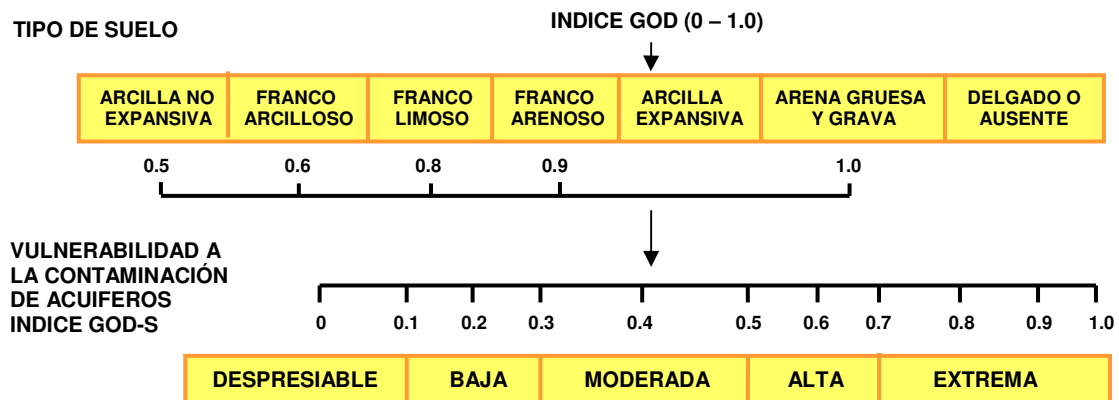 TIPO DE SUELO
INDICE GOD (0 – 1.0)
ARCILLA NO EXPANSIVA
FRANCO ARCILLOSO
FRANCO LIMOSO
FRANCO ARENOSO
ARCILLA EXPANSIVA
ARENA GRUESA Y GRAVA
DELGADO O AUSENTE
0.5 0.6 0.8 0.9 1.0
VULNERABILIDAD A
LA CONTAMINACIÓN
DE ACUIFEROS
INDICE GOD-S
0 0.1 0.2 0.3 0.4 0.5 0.6 0.7 0.8 0.9 1.0
DESPRESIABLE BAJA MODERADA ALTA EXTREMA